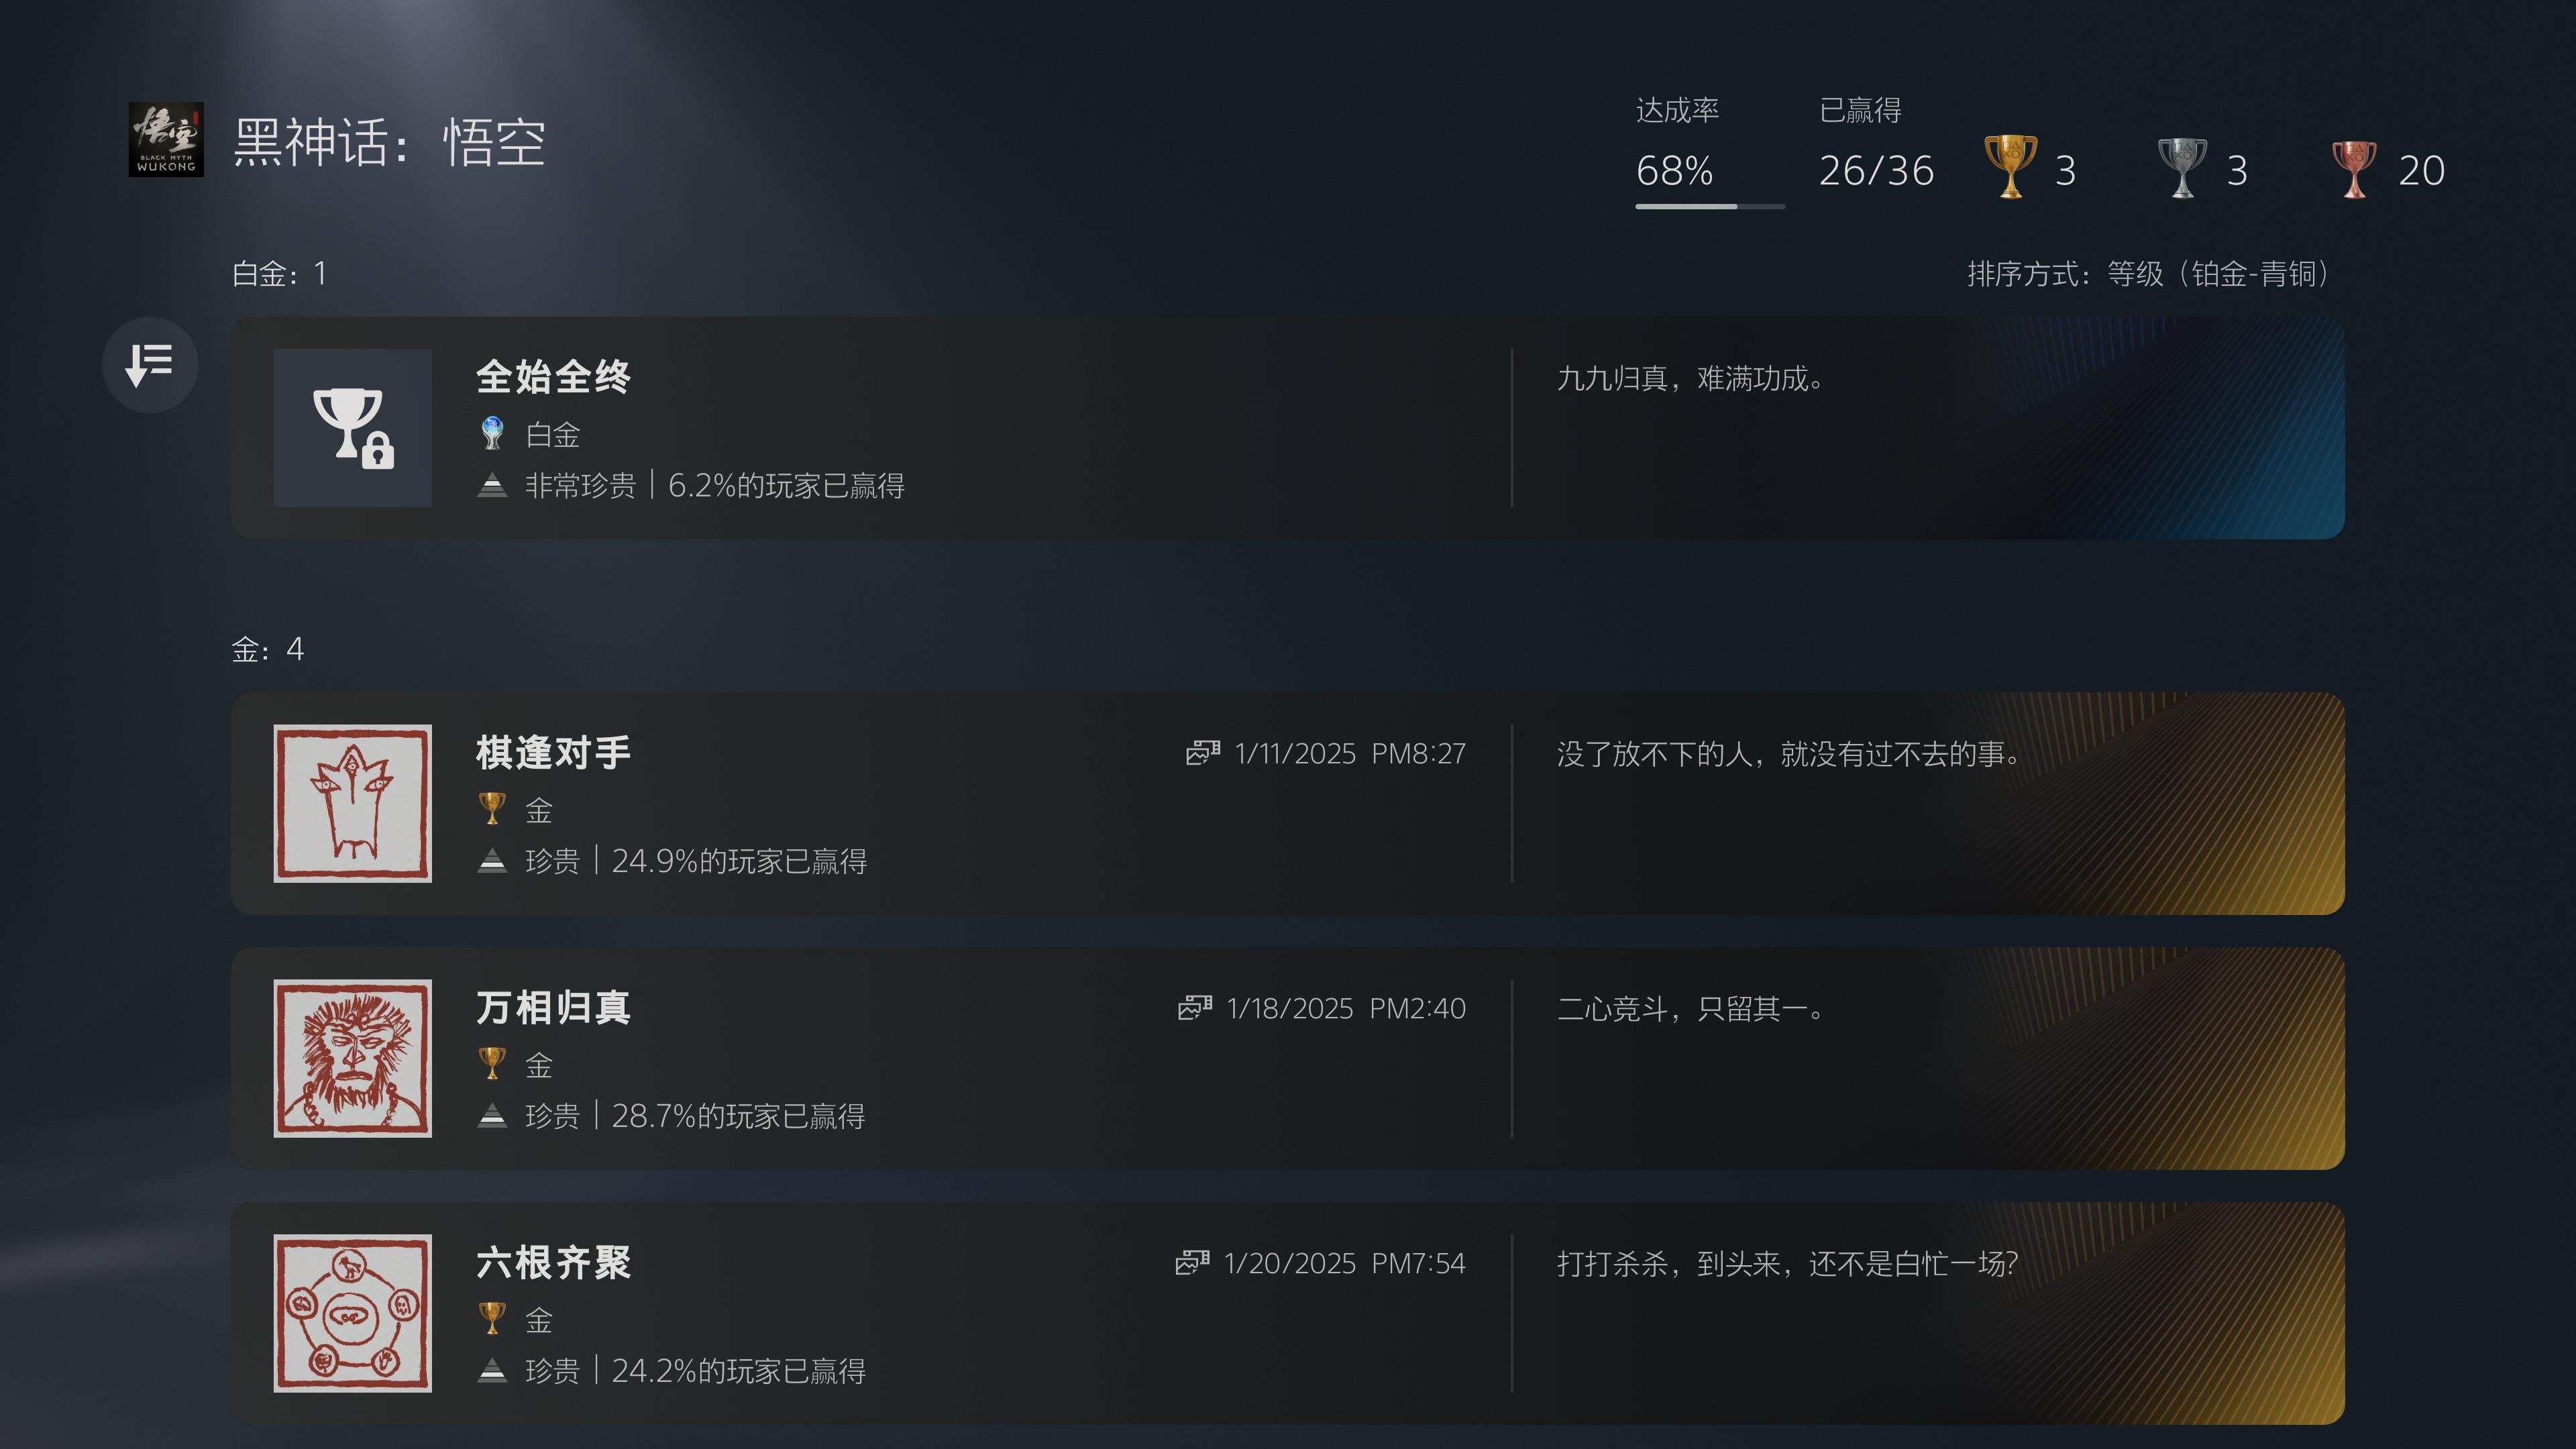 悟空
BLACK MYTH
WUKONG
黑神话：悟空
达成率
68%
已赢得
26/36
3
3
20
白金：1
排序方式：等级（铂金-青铜）
全始全终
白金
非常珍贵｜6.2%的玩家已赢得
九九归真，难满功成。
金：4
棋逢对手
1/11/2025 PM8:27
金
珍贵｜24.9%的玩家已赢得
没了放不下的人，就没有过不去的事。
万相归真
1/18/2025 PM2:40
金
珍贵｜28.7%的玩家已赢得
二心竞斗，只留其一。
六根齐聚
1/20/2025 PM7:54
金
珍贵｜24.2%的玩家已赢得
打打杀杀，到头来，还不是白忙一场？